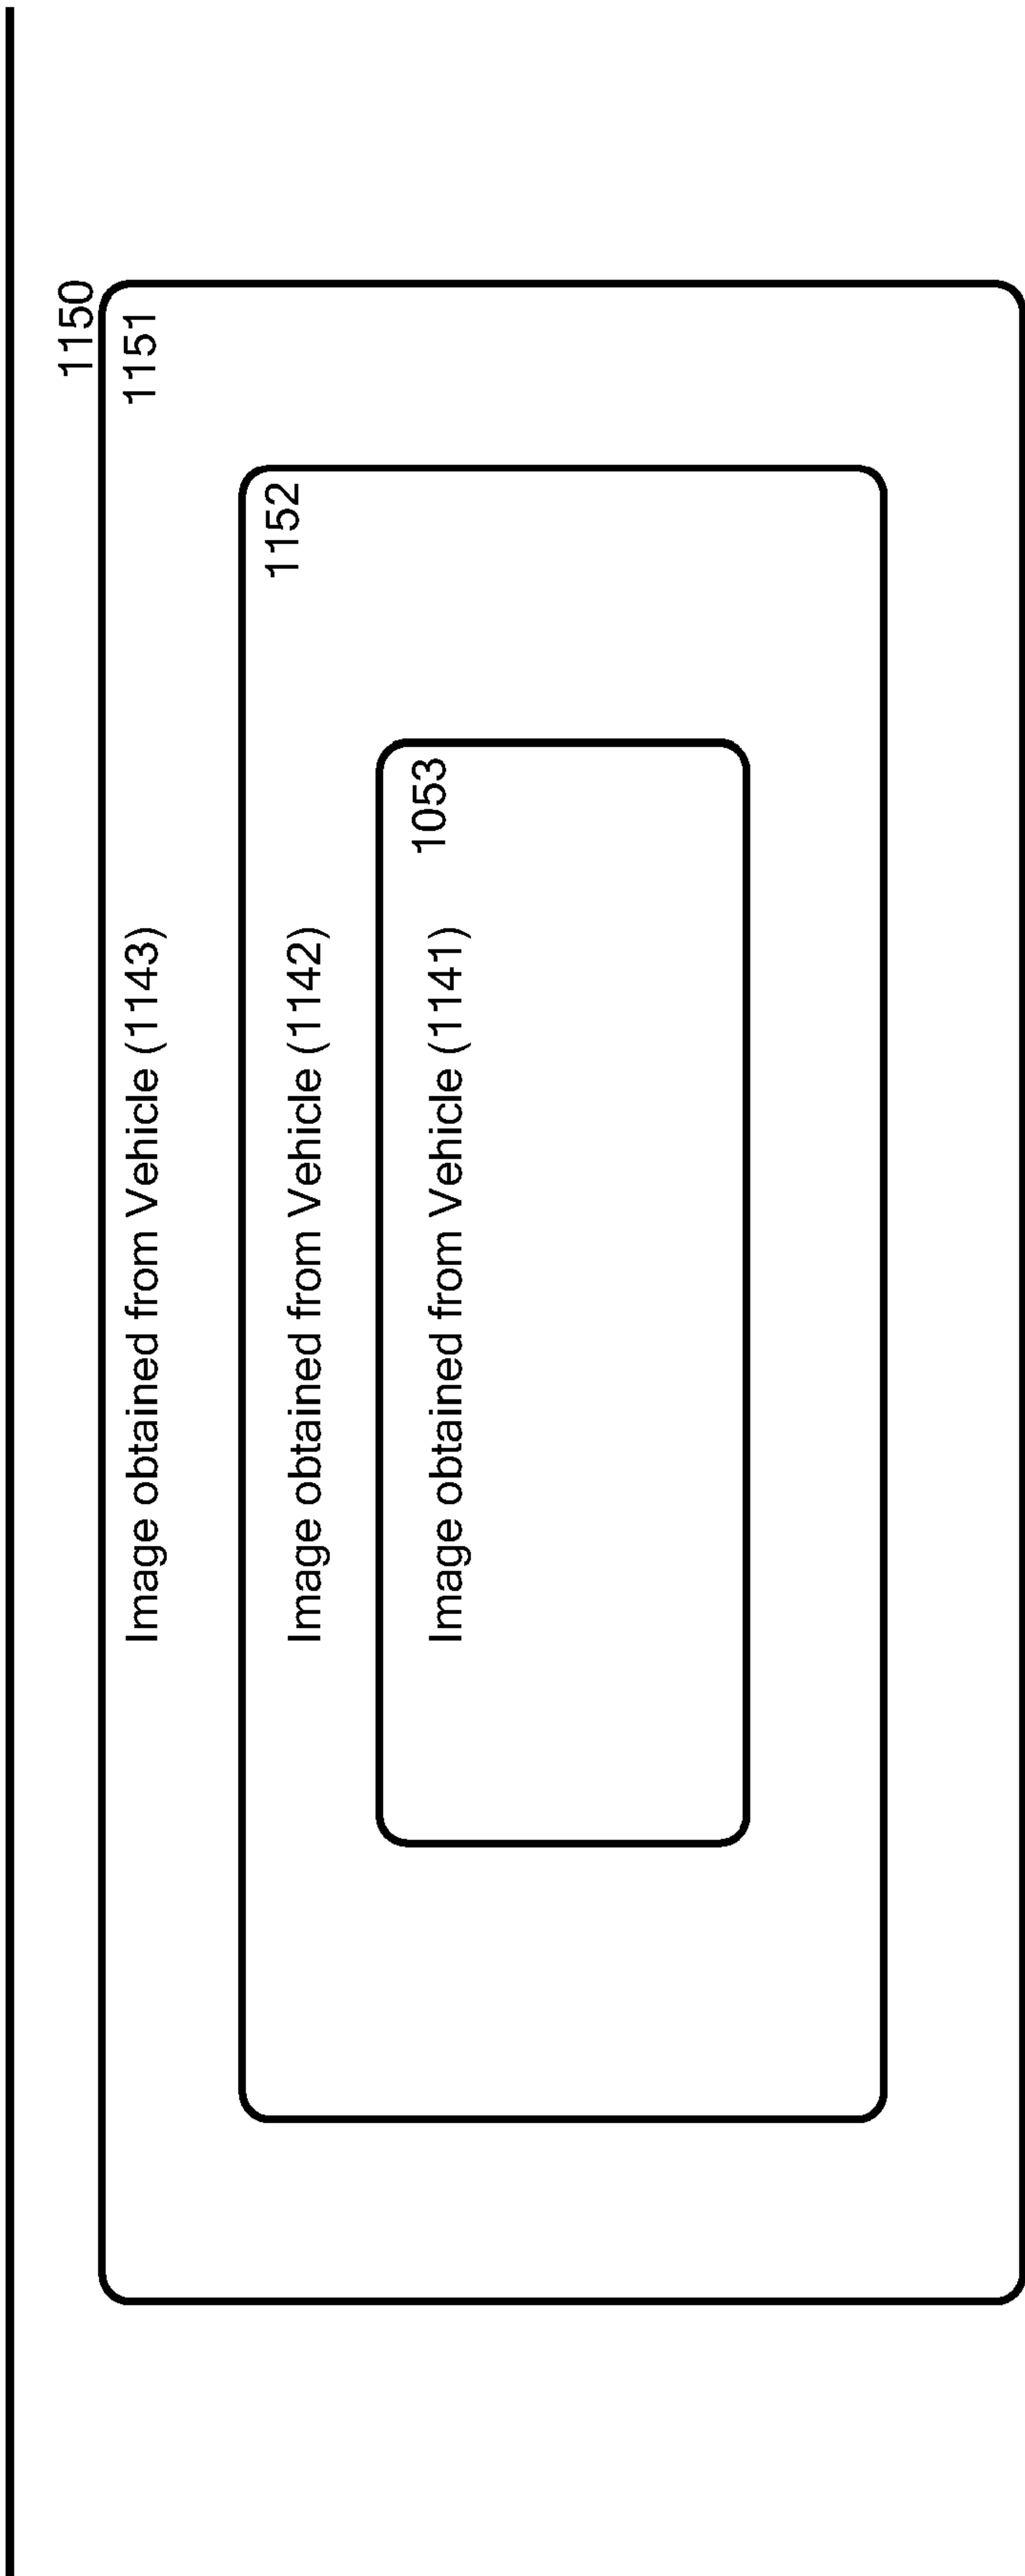 1150
1151
Image obtained from Vehicle (1143)
1152
Image obtained from Vehicle (1142)
1053
Image obtained from Vehicle (1141)